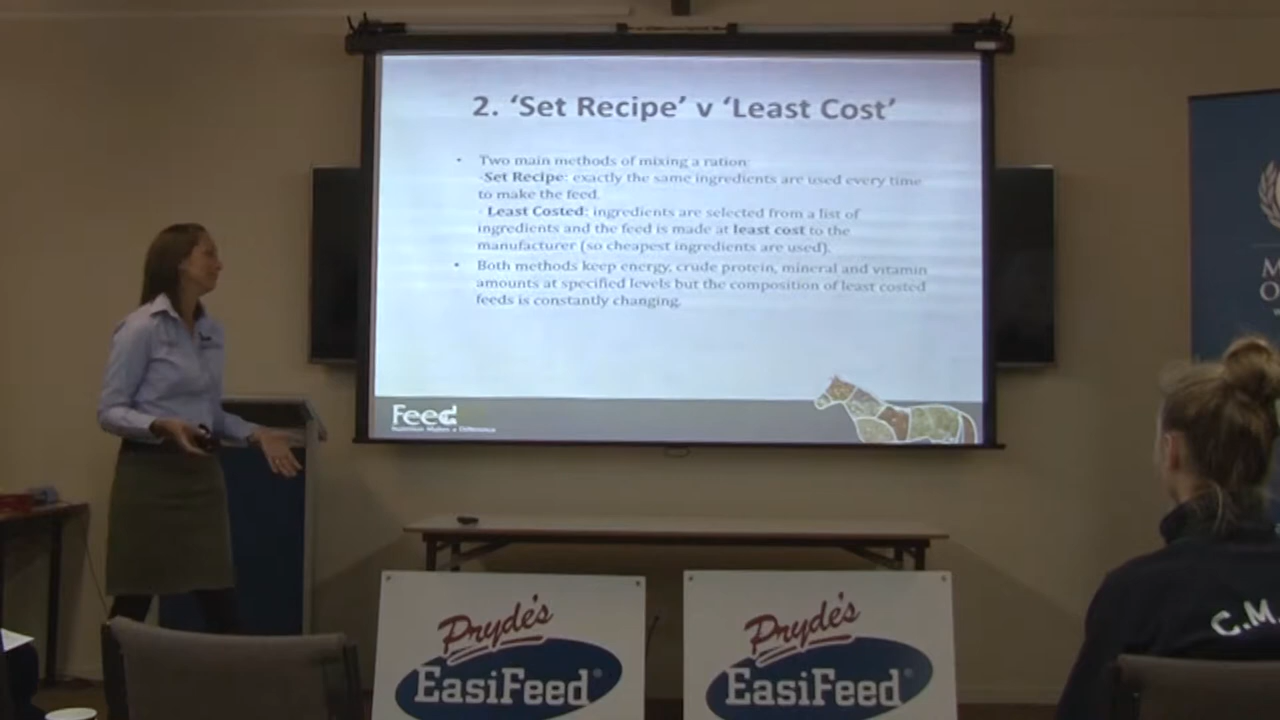 2. ‘Set Recipe’ v ‘Least Cost’
• Two main methods of mixing a ration:
-Set Recipe: exactly the same ingredients are used every time
to make the feed.
- Least Costed: ingredients are selected from a list of
ingredients and the feed is made at least cost to the
manufacturer (so cheapest ingredients are used).
• Both methods keep energy, crude protein, mineral and vitamin
amounts at specified levels but the composition of least costed
feeds is constantly changing.
Feed
Nutrition Makes a Difference
M
O
C.M.
Pryde's
EasiFeed®
Pryde's
EasiFeed®